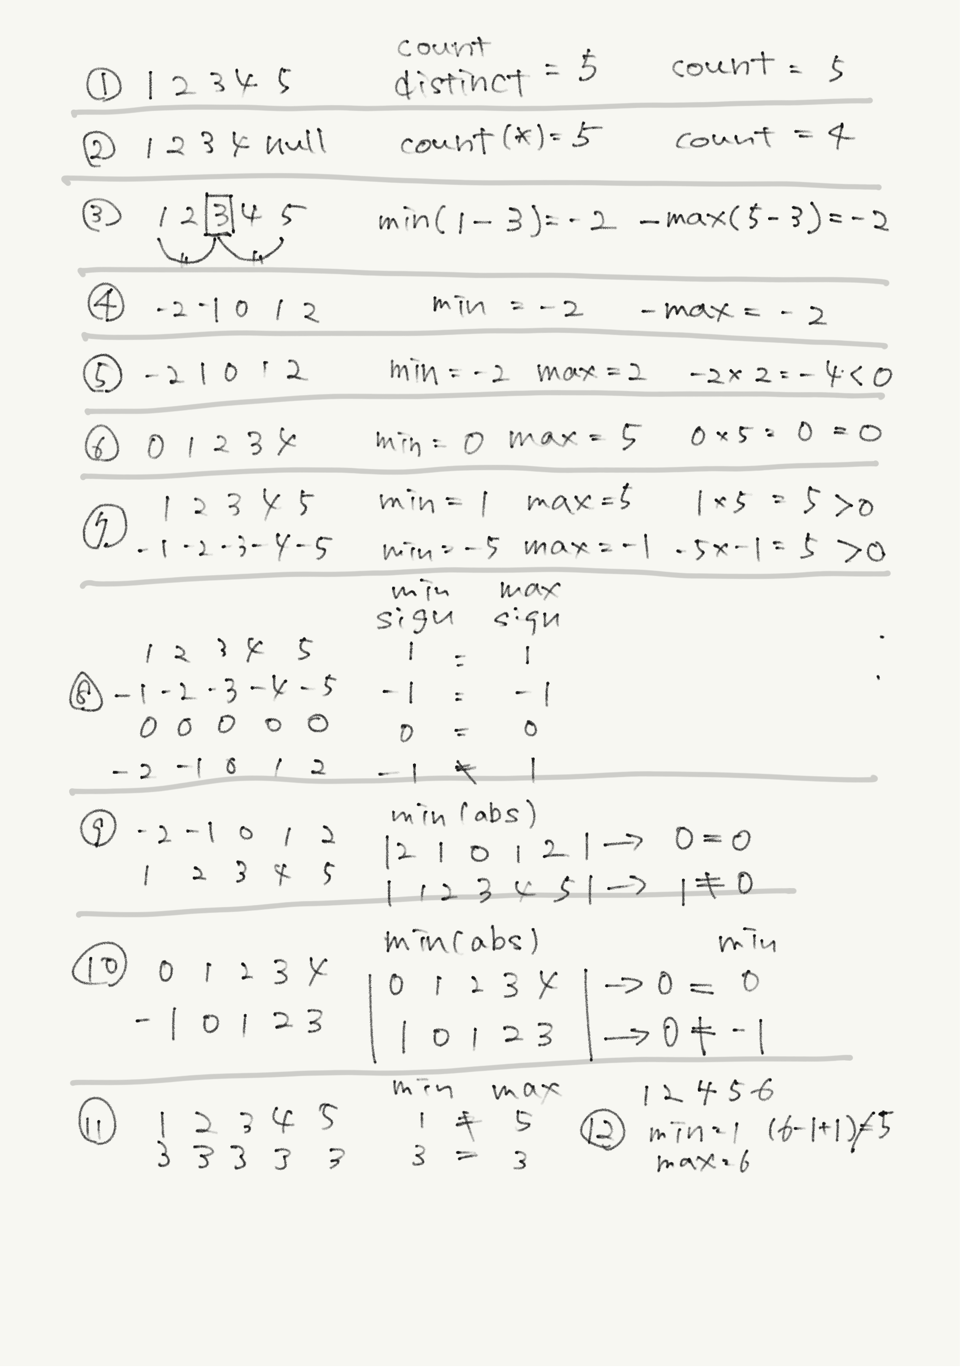 count
① 1 2 3 4 5 distinct = 5 count = 5
② 1 2 3 4 null count(*)=5 count = 4
③ 1 2 3 4 5 min(1-3)=-2 -max(5-3)=-2
④ -2 -1 0 1 2 min = -2 -max = -2
⑤ -2 1 0 1 2 min = -2 max = 2 -2×2=-4<0
⑥ 0 1 2 3 4 min = 0 max = 5 0×5=0=0
⑦ 1 2 3 4 5 min = 1 max=5 1×5=5>0
-1 -2 -3 -4 -5 min=-5 max=-1 -5×-1=5>0
min max
sign sign
1 2 3 4 5 1 = 1
⑧ -1 -2 -3 -4 -5 -1 = -1
0 0 0 0 0 0 = 0
-2 -1 0 1 2 -1 ≠ 1
min(abs)
⑨ -2 -1 0 1 2 |2 1 0 1 2| → 0=0
1 2 3 4 5 |1 2 3 4 5| → 1≠0
min(abs) min
⑩ 0 1 2 3 4 |0 1 2 3 4| → 0 = 0
-1 0 1 2 3 |1 0 1 2 3| → 0 ≠ -1
min max
⑪ 1 2 3 4 5 1 ≠ 5
3 3 3 3 3 3 = 3
1 2 4 5 6
⑫ min=1 (6-1+1)≠5
max=6